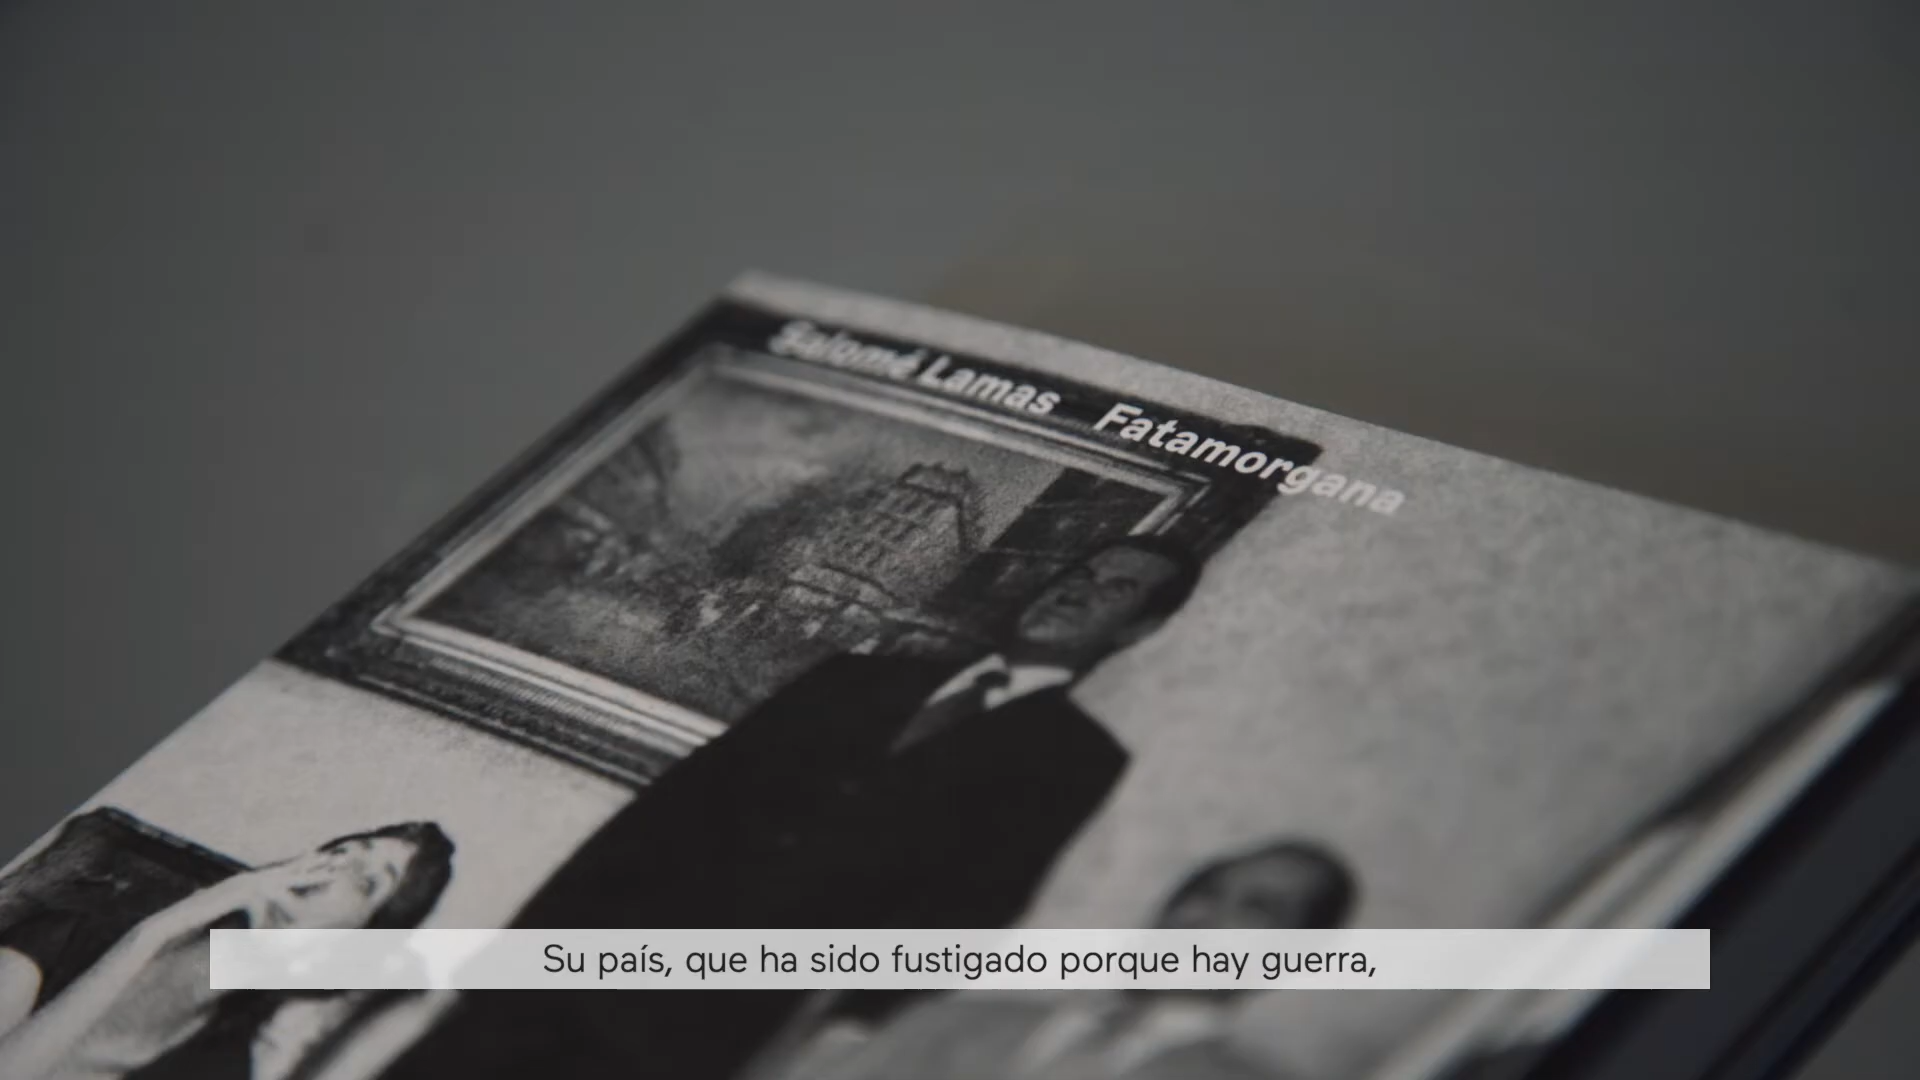 Salomé Lamas Fatamorgana
Su país, que ha sido fustigado porque hay guerra,